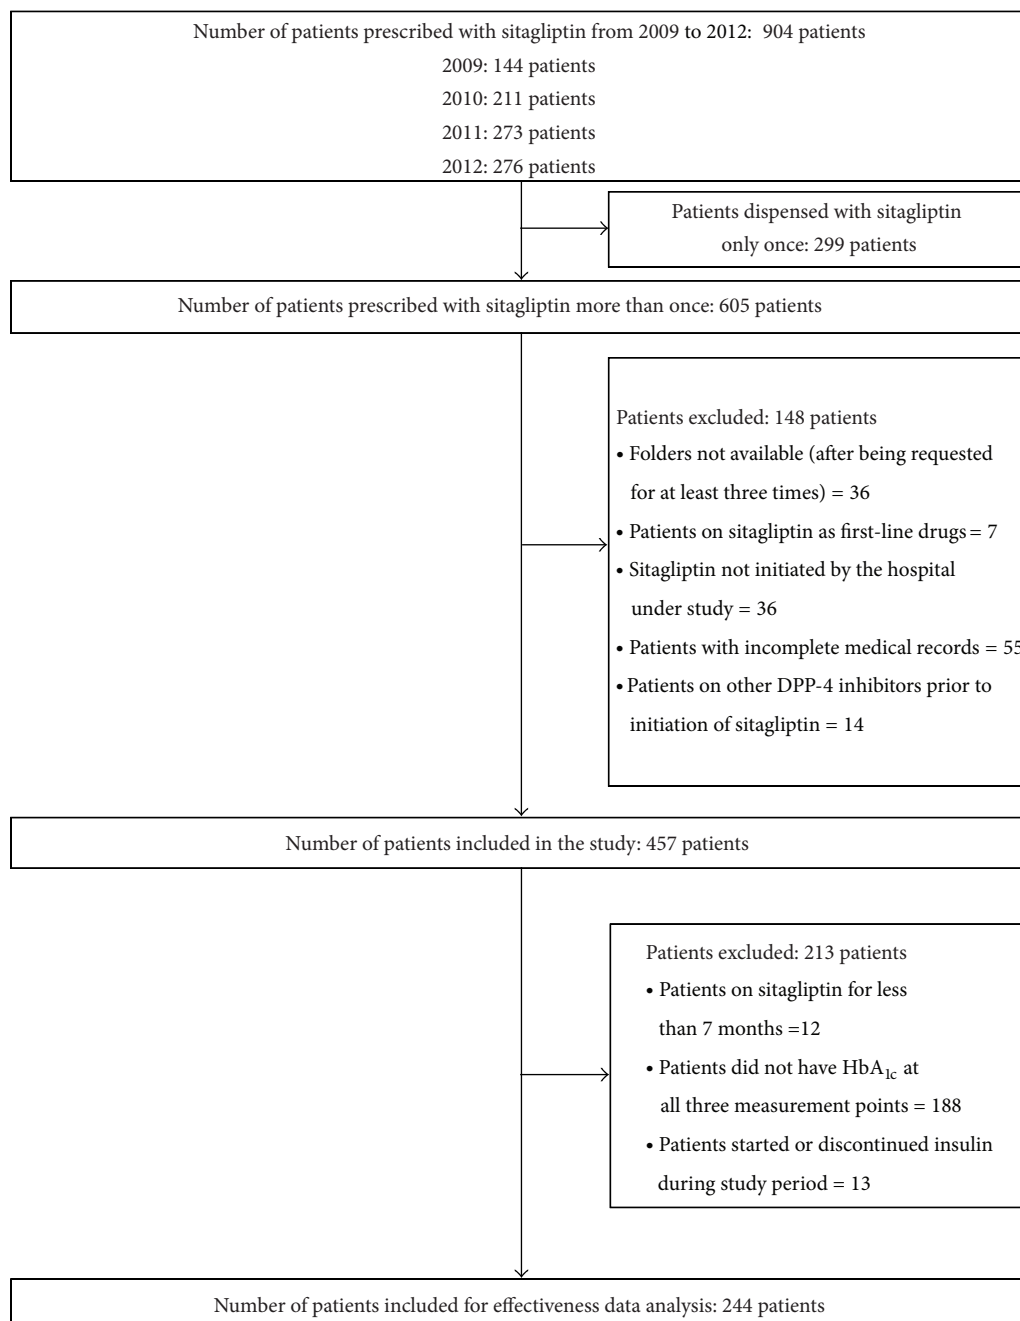 Number of patients prescribed with sitagliptin from 2009 to 2012: 904 patients
2009: 144 patients
2010: 211 patients
2011: 273 patients
2012: 276 patients
Patients dispensed with sitagliptin
only once: 299 patients
Number of patients prescribed with sitagliptin more than once: 605 patients
Patients excluded: 148 patients
• Folders not available (after being requested
for at least three times) = 36
• Patients on sitagliptin as first-line drugs = 7
• Sitagliptin not initiated by the hospital
under study = 36
• Patients with incomplete medical records = 55
• Patients on other DPP-4 inhibitors prior to
initiation of sitagliptin = 14
Number of patients included in the study: 457 patients
Patients excluded: 213 patients
• Patients on sitagliptin for less
than 7 months =12
• Patients did not have HbA1c at
all three measurement points = 188
• Patients started or discontinued insulin
during study period = 13
Number of patients included for effectiveness data analysis: 244 patients